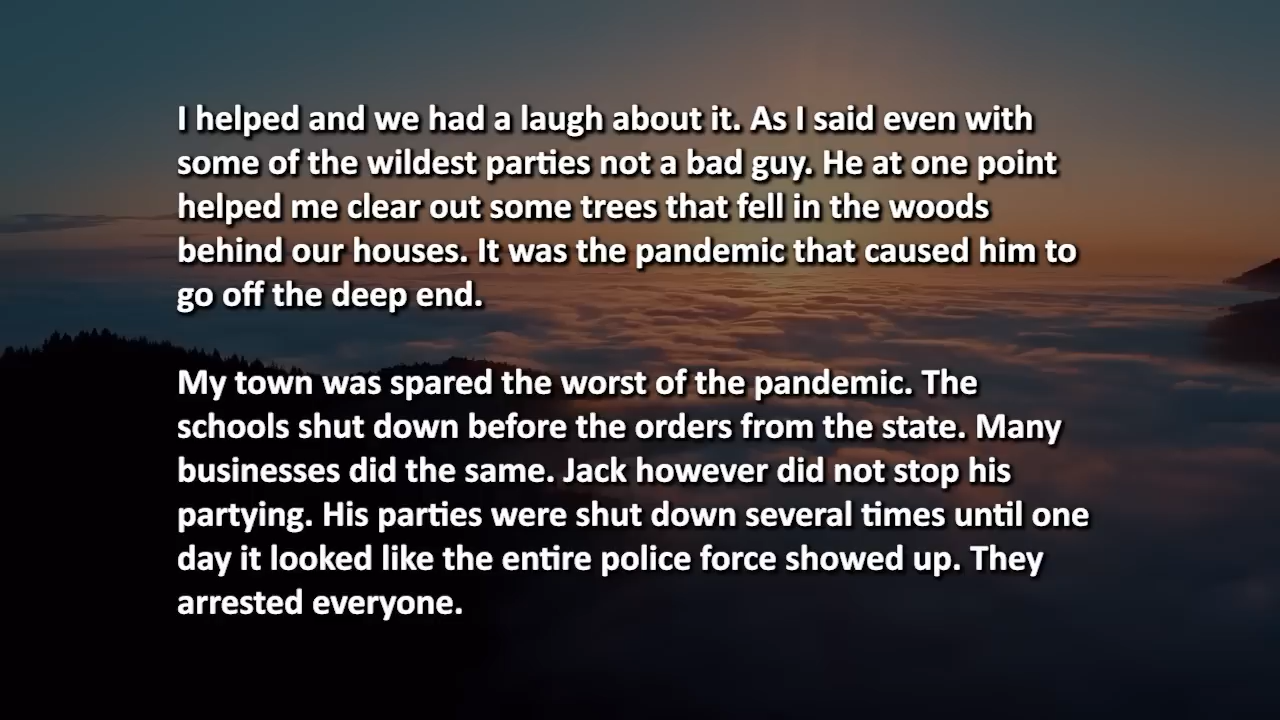 I helped and we had a laugh about it. As I said even with
some of the wildest parties not a bad guy. He at one point
helped me clear out some trees that fell in the woods
behind our houses. It was the pandemic that caused him to
go off the deep end.
My town was spared the worst of the pandemic. The
schools shut down before the orders from the state. Many
businesses did the same. Jack however did not stop his
partying. His parties were shut down several times until one
day it looked like the entire police force showed up. They
arrested everyone.